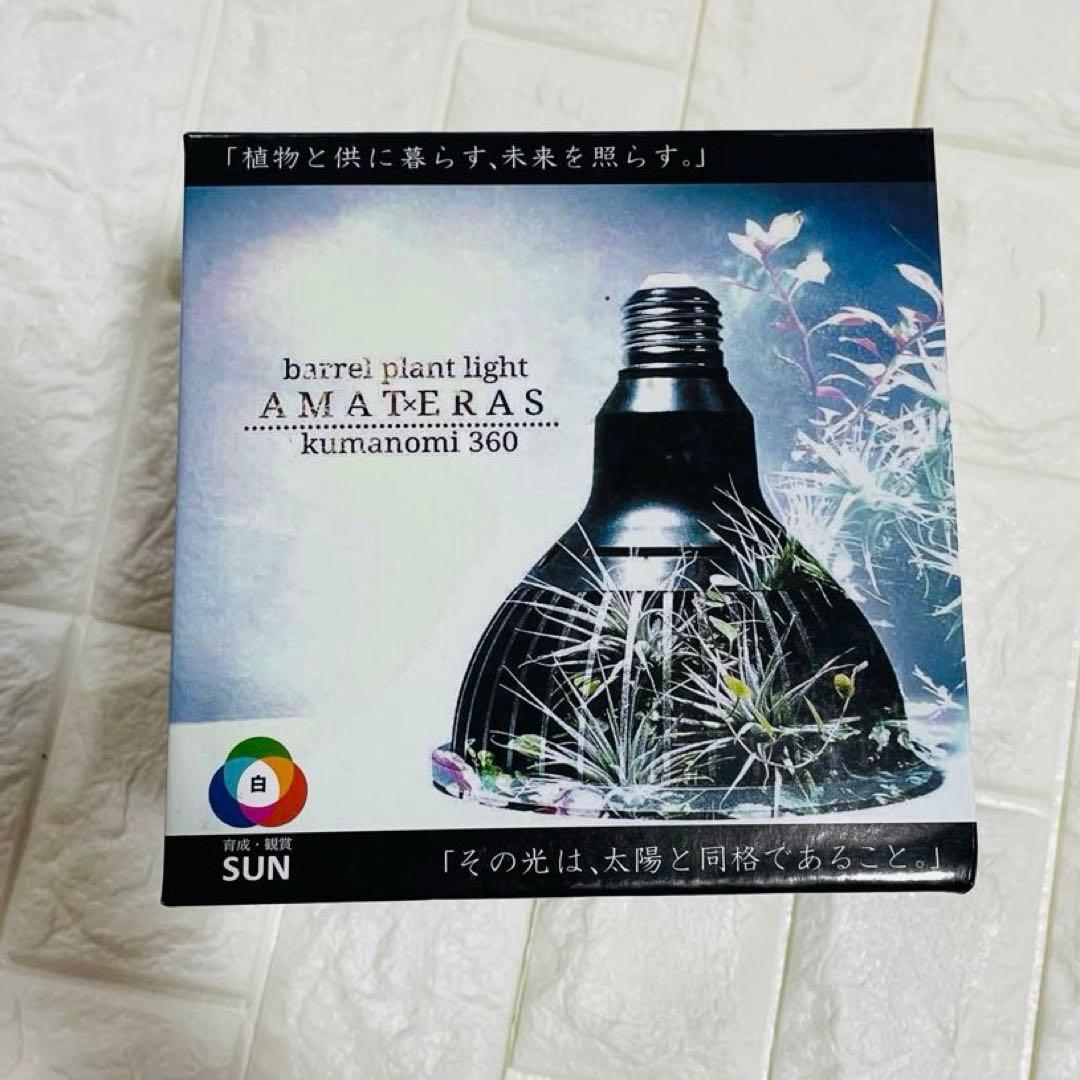 「植物と供に暮らす、未来を照らす。」
barrel plant light
AMAT×ERAS
kumanomi 360
白
育成・観賞
SUN
「その光は、太陽と同格であること。」